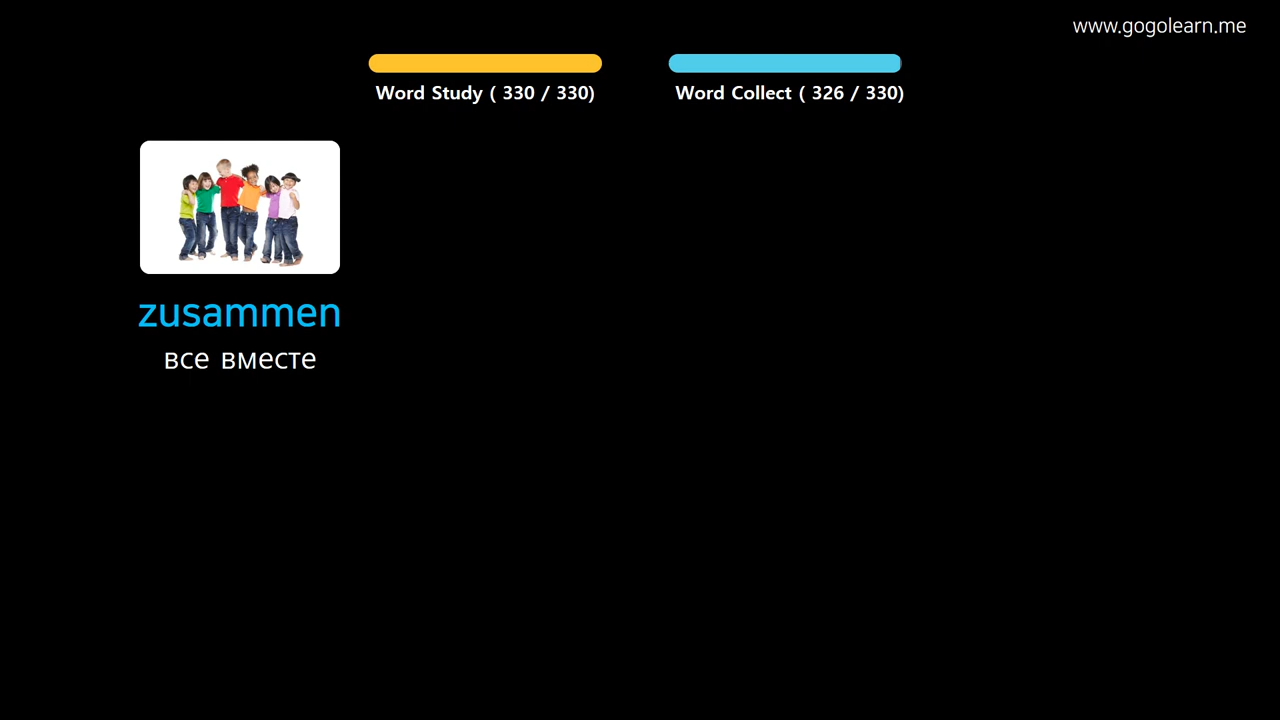 www.gogolearn.me
Word Study ( 330 / 330)
Word Collect ( 326 / 330)
zusammen
все вместе